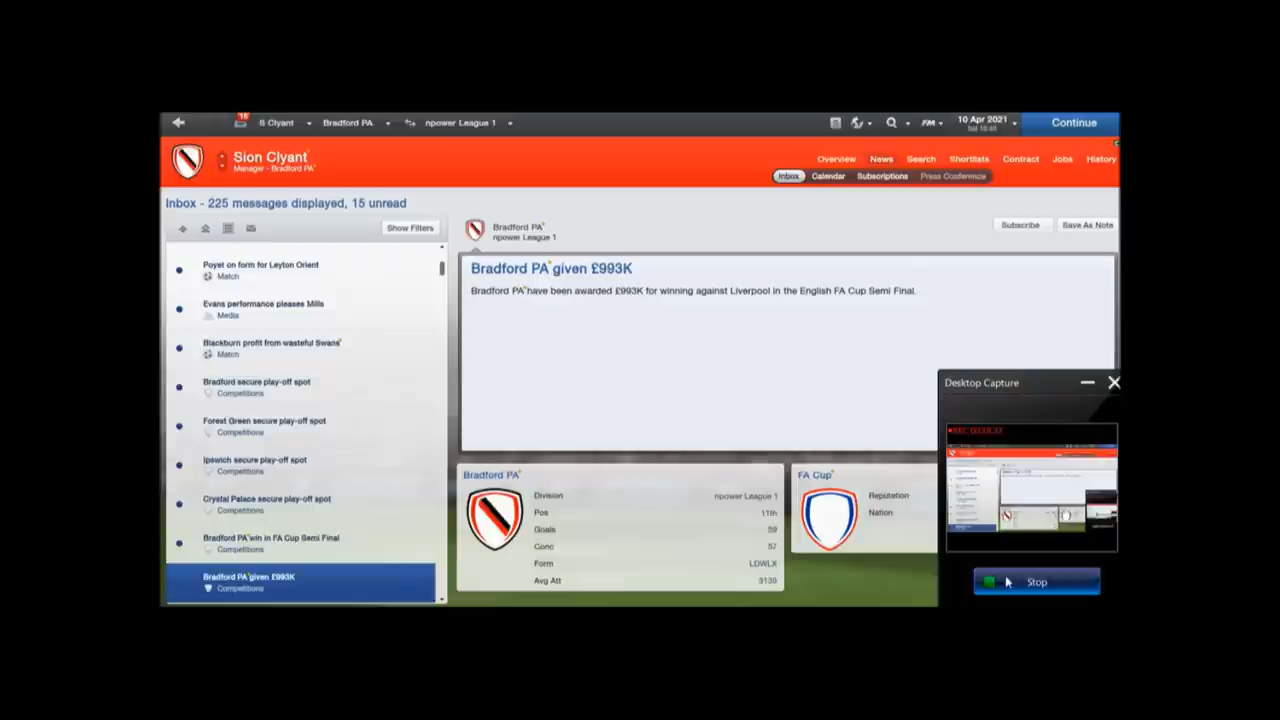 15
S Clyant
Bradford PA
npower League 1
FM
10 Apr 2021
Continue
Sion Clyant
Manager - Bradford PA
Overview
News
Search
Shortlists
Contract
Jobs
History
Inbox
Calendar
Subscriptions
Press Conference
Inbox - 225 messages displayed, 15 unread
Show Filters
Bradford PA
npower League 1
Subscribe
Save As Note
Poyet on form for Leyton Orient
Match
Evans performance pleases Mills
Media
Blackburn profit from wasteful Swans
Match
Bradford secure play-off spot
Competitions
Forest Green secure play-off spot
Competitions
Ipswich secure play-off spot
Competitions
Crystal Palace secure play-off spot
Competitions
Bradford PA win in FA Cup Semi Final
Competitions
Bradford PA given £993K
Competitions
Bradford PA given £993K
Bradford PA have been awarded £993K for winning against Liverpool in the English FA Cup Semi Final.
Bradford PA
Division npower League 1
Pos 11th
Goals 59
Conc 57
Form LDWLX
Avg Att 3139
FA Cup
Reputation
Nation
Desktop Capture
Stop